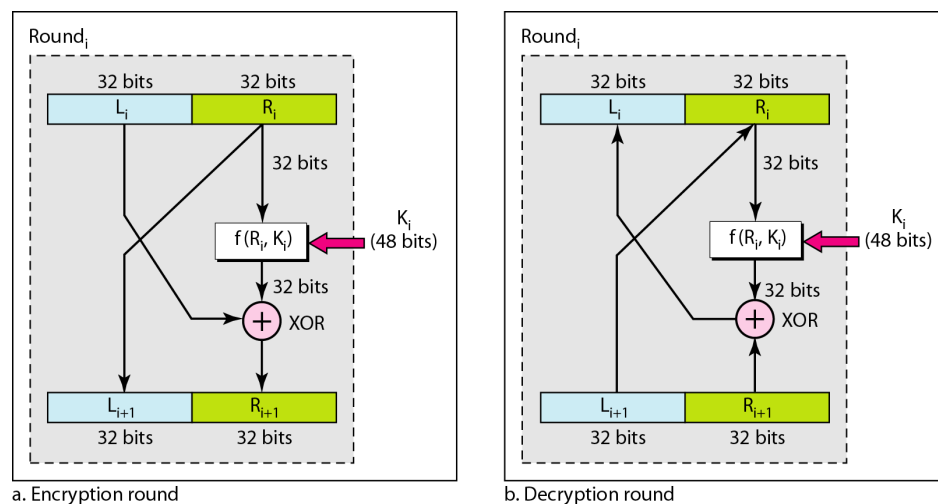 Round_i
32 bits 32 bits
L_i R_i
32 bits
f(R_i, K_i)
K_i
(48 bits)
32 bits
XOR
L_i+1 R_i+1
32 bits 32 bits
a. Encryption round
Round_i
32 bits 32 bits
L_i R_i
32 bits
f(R_i, K_i)
K_i
(48 bits)
32 bits
XOR
L_i+1 R_i+1
32 bits 32 bits
b. Decryption round